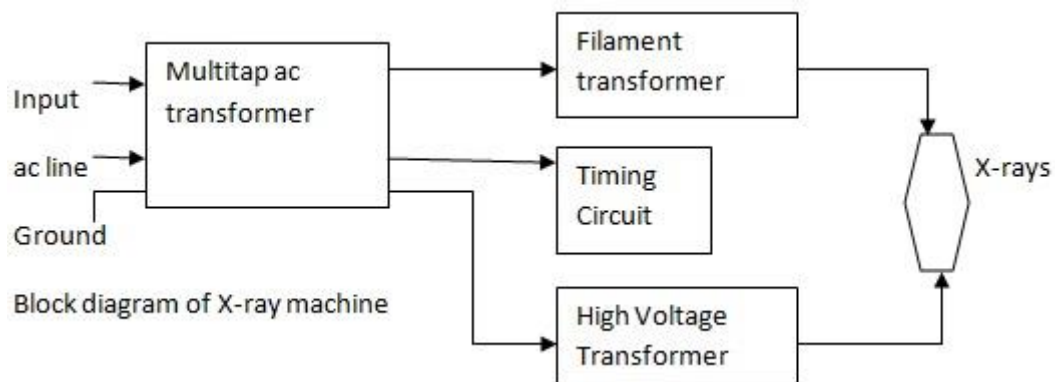 Input
ac line
Ground
Multitap ac
transformer
Filament
transformer
Timing
Circuit
High Voltage
Transformer
X-rays
Block diagram of X-ray machine